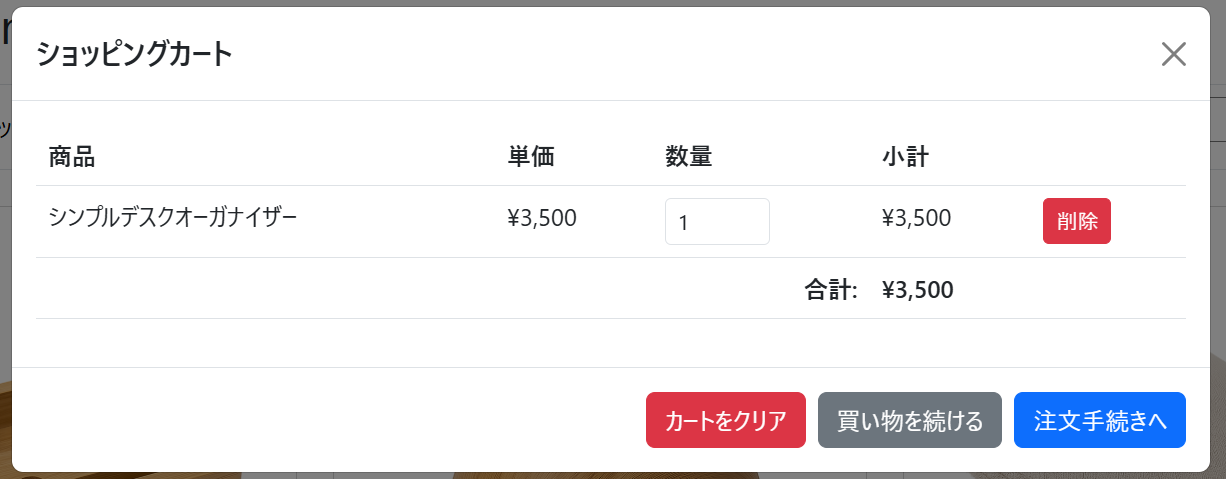 ショッピングカート
商品 単価 数量 小計
シンプルデスクオーガナイザー ¥3,500 1 ¥3,500 削除
合計: ¥3,500
カートをクリア 買い物を続ける 注文手続きへ